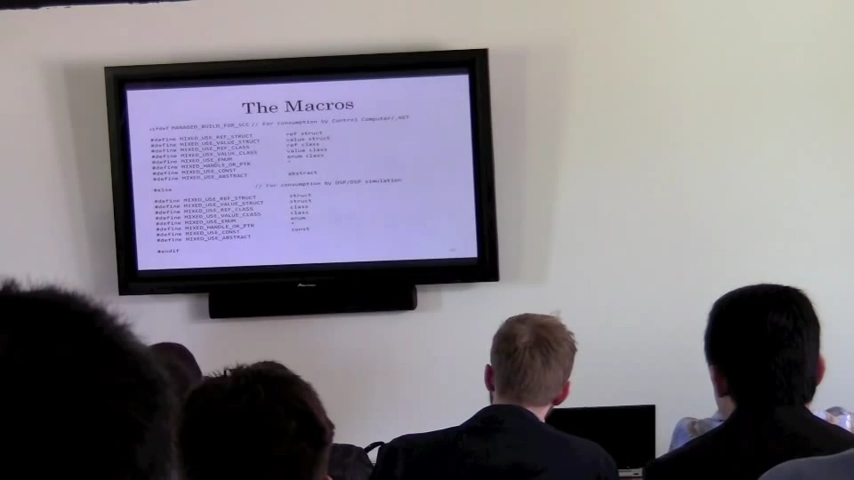 The Macros
#ifdef MANAGED_BUILD_FOR_VCC // For consumption by Control Computer/.NET
#define MIXED_USE_REF_STRUCT ref struct
#define MIXED_USE_VALUE_STRUCT value struct
#define MIXED_USE_REF_CLASS ref class
#define MIXED_USE_VALUE_CLASS value class
#define MIXED_USE_ENUM enum class
#define MIXED_HANDLE_OR_PTR ^
#define MIXED_USE_CONST
#define MIXED_USE_ABSTRACT abstract
#else // For consumption by DSP/DSP simulation
#define MIXED_USE_REF_STRUCT struct
#define MIXED_USE_VALUE_STRUCT struct
#define MIXED_USE_REF_CLASS class
#define MIXED_USE_VALUE_CLASS class
#define MIXED_USE_ENUM enum
#define MIXED_HANDLE_OR_PTR
#define MIXED_USE_CONST const
#define MIXED_USE_ABSTRACT
#endif